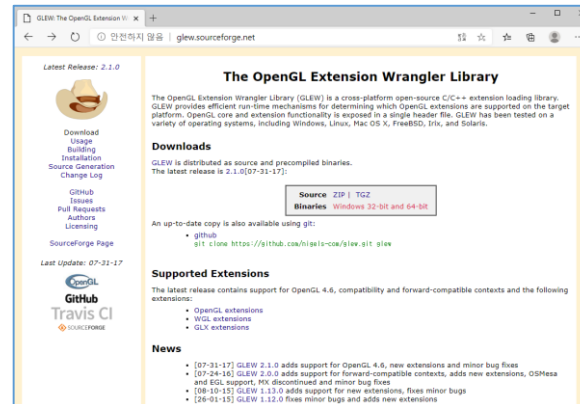 GLEW: The OpenGL Extension W
안전하지 않음 | glew.sourceforge.net
Latest Release: 2.1.0
Download
Usage
Building
Installation
Source Generation
Change Log
GitHub
Issues
Pull Requests
Authors
Licensing
SourceForge Page
Last Update: 07-31-17
OpenGL
GitHub
Travis CI
SOURCEFORGE
The OpenGL Extension Wrangler Library
The OpenGL Extension Wrangler Library (GLEW) is a cross-platform open-source C/C++ extension loading library.
GLEW provides efficient run-time mechanisms for determining which OpenGL extensions are supported on the target
platform. OpenGL core and extension functionality is exposed in a single header file. GLEW has been tested on a
variety of operating systems, including Windows, Linux, Mac OS X, FreeBSD, Irix, and Solaris.
Downloads
GLEW is distributed as source and precompiled binaries.
The latest release is 2.1.0[07-31-17]:
Source ZIP | TGZ
Binaries Windows 32-bit and 64-bit
An up-to-date copy is also available using git:
• github
git clone https://github.com/nigels-com/glew.git glew
Supported Extensions
The latest release contains support for OpenGL 4.6, compatibility and forward-compatible contexts and the following
extensions:
• OpenGL extensions
• WGL extensions
• GLX extensions
News
• [07-31-17] GLEW 2.1.0 adds support for OpenGL 4.6, new extensions and minor bug fixes
• [07-24-16] GLEW 2.0.0 adds support for forward-compatible contexts, adds new extensions, OSMesa
and EGL support, MX discontinued and minor bug fixes
• [08-10-15] GLEW 1.13.0 adds support for new extensions, fixes minor bugs
• [26-01-15] GLEW 1.12.0 fixes minor bugs and adds new extensions